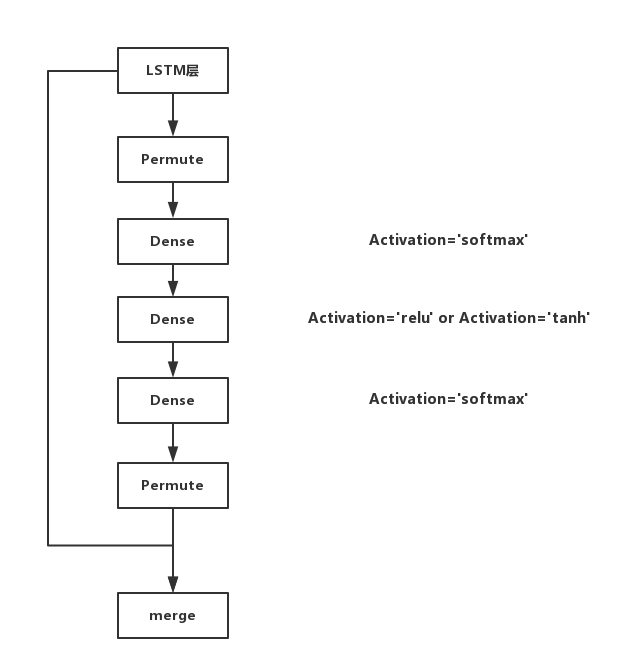 LSTM层
Permute
Dense
Activation='softmax'
Dense
Activation='relu' or Activation='tanh'
Dense
Activation='softmax'
Permute
merge